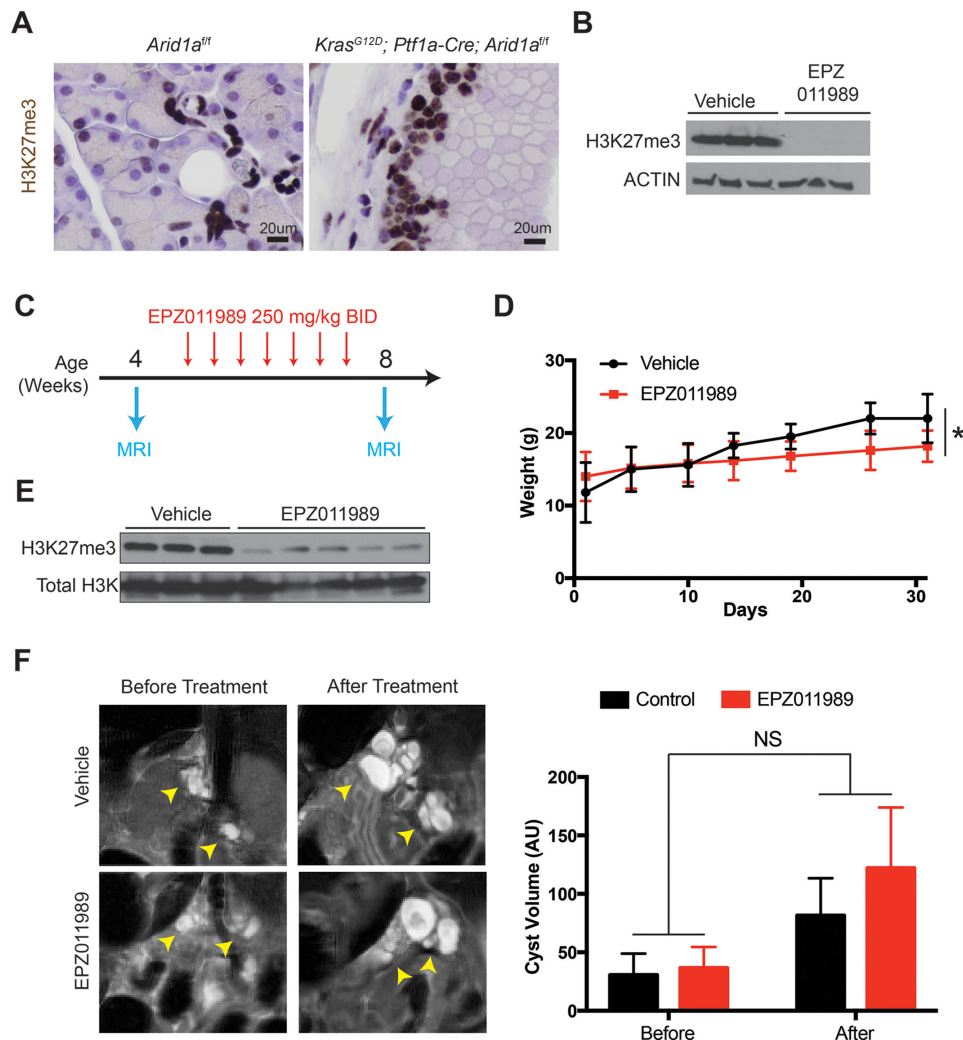 A
Arid1a^f/f
Kras^G12D; Ptf1a-Cre; Arid1a^f/f
H3K27me3
20um
20um
B
Vehicle
EPZ
011989
H3K27me3
ACTIN
C
EPZ011989 250 mg/kg BID
Age
(Weeks)
4
8
MRI
MRI
D
Vehicle
EPZ011989
Weight (g)
30
20
10
0
0
10
20
30
Days
*
E
Vehicle
EPZ011989
H3K27me3
Total H3K
F
Before Treatment
After Treatment
Vehicle
EPZ011989
Control
EPZ011989
NS
Cyst Volume (AU)
200
150
100
50
0
Before
After